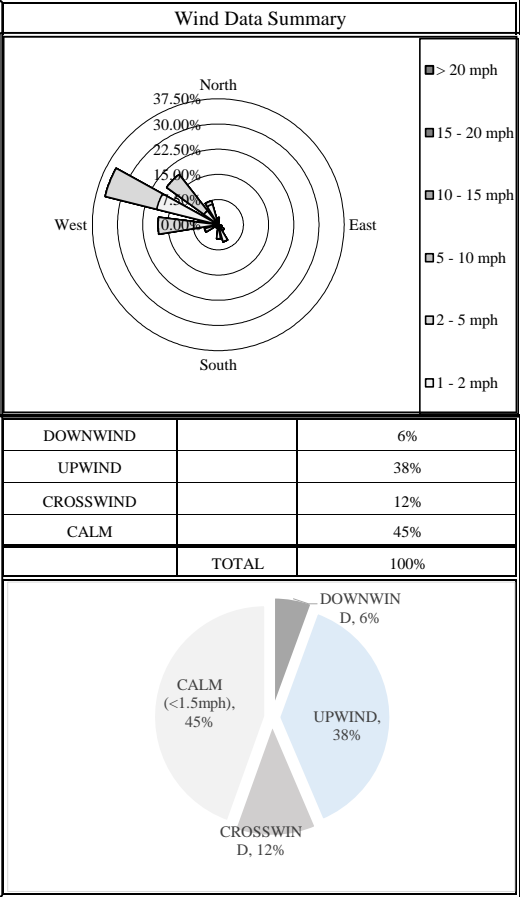 Wind Data Summary
North
37.50%
30.00%
22.50%
15.00%
7.50%
0.00%
West
East
South
> 20 mph
15 - 20 mph
10 - 15 mph
5 - 10 mph
2 - 5 mph
1 - 2 mph
DOWNWIND 6%
UPWIND 38%
CROSSWIND 12%
CALM 45%
TOTAL 100%
DOWNWIN
D, 6%
CALM
(<1.5mph),
45%
UPWIND,
38%
CROSSWIN
D, 12%